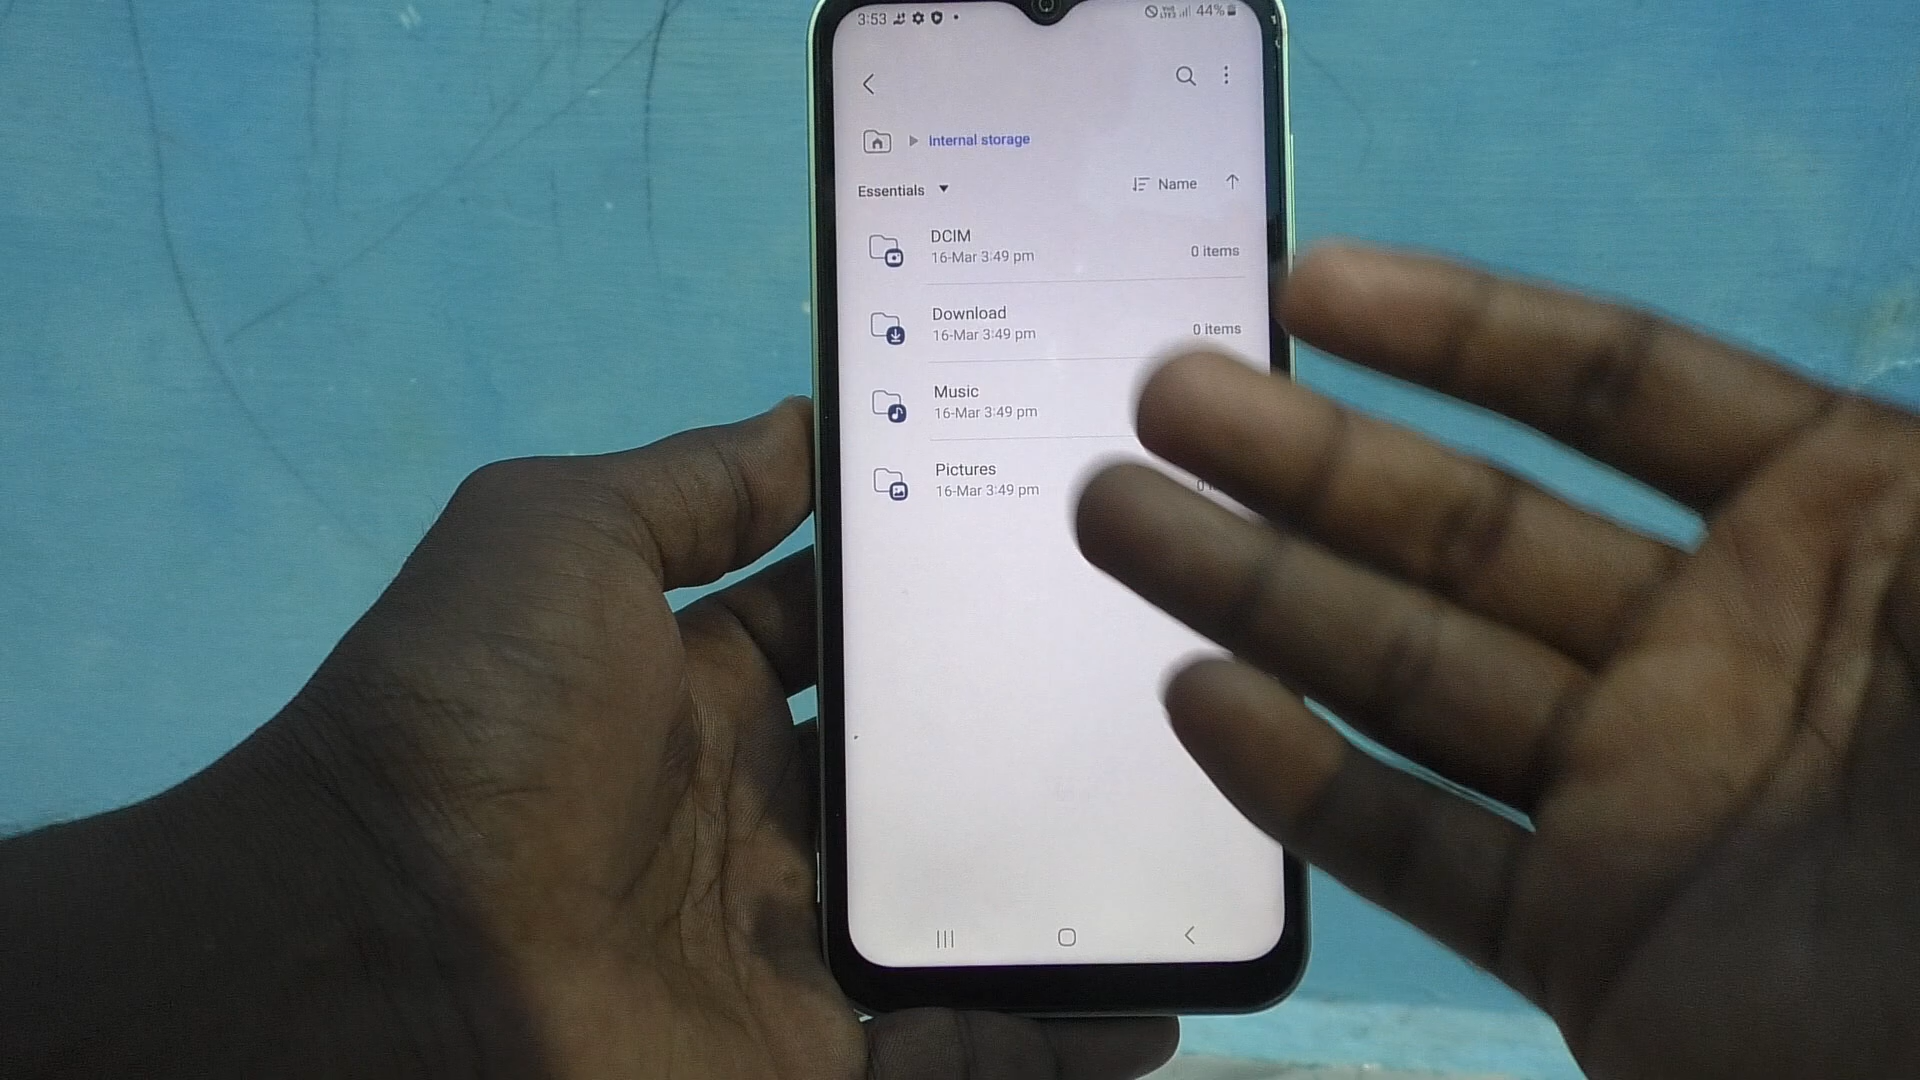 3:53
44%
Internal storage
Essentials
Name
DCIM
16-Mar 3:49 pm
0 items
Download
16-Mar 3:49 pm
0 items
Music
16-Mar 3:49 pm
Pictures
16-Mar 3:49 pm
0